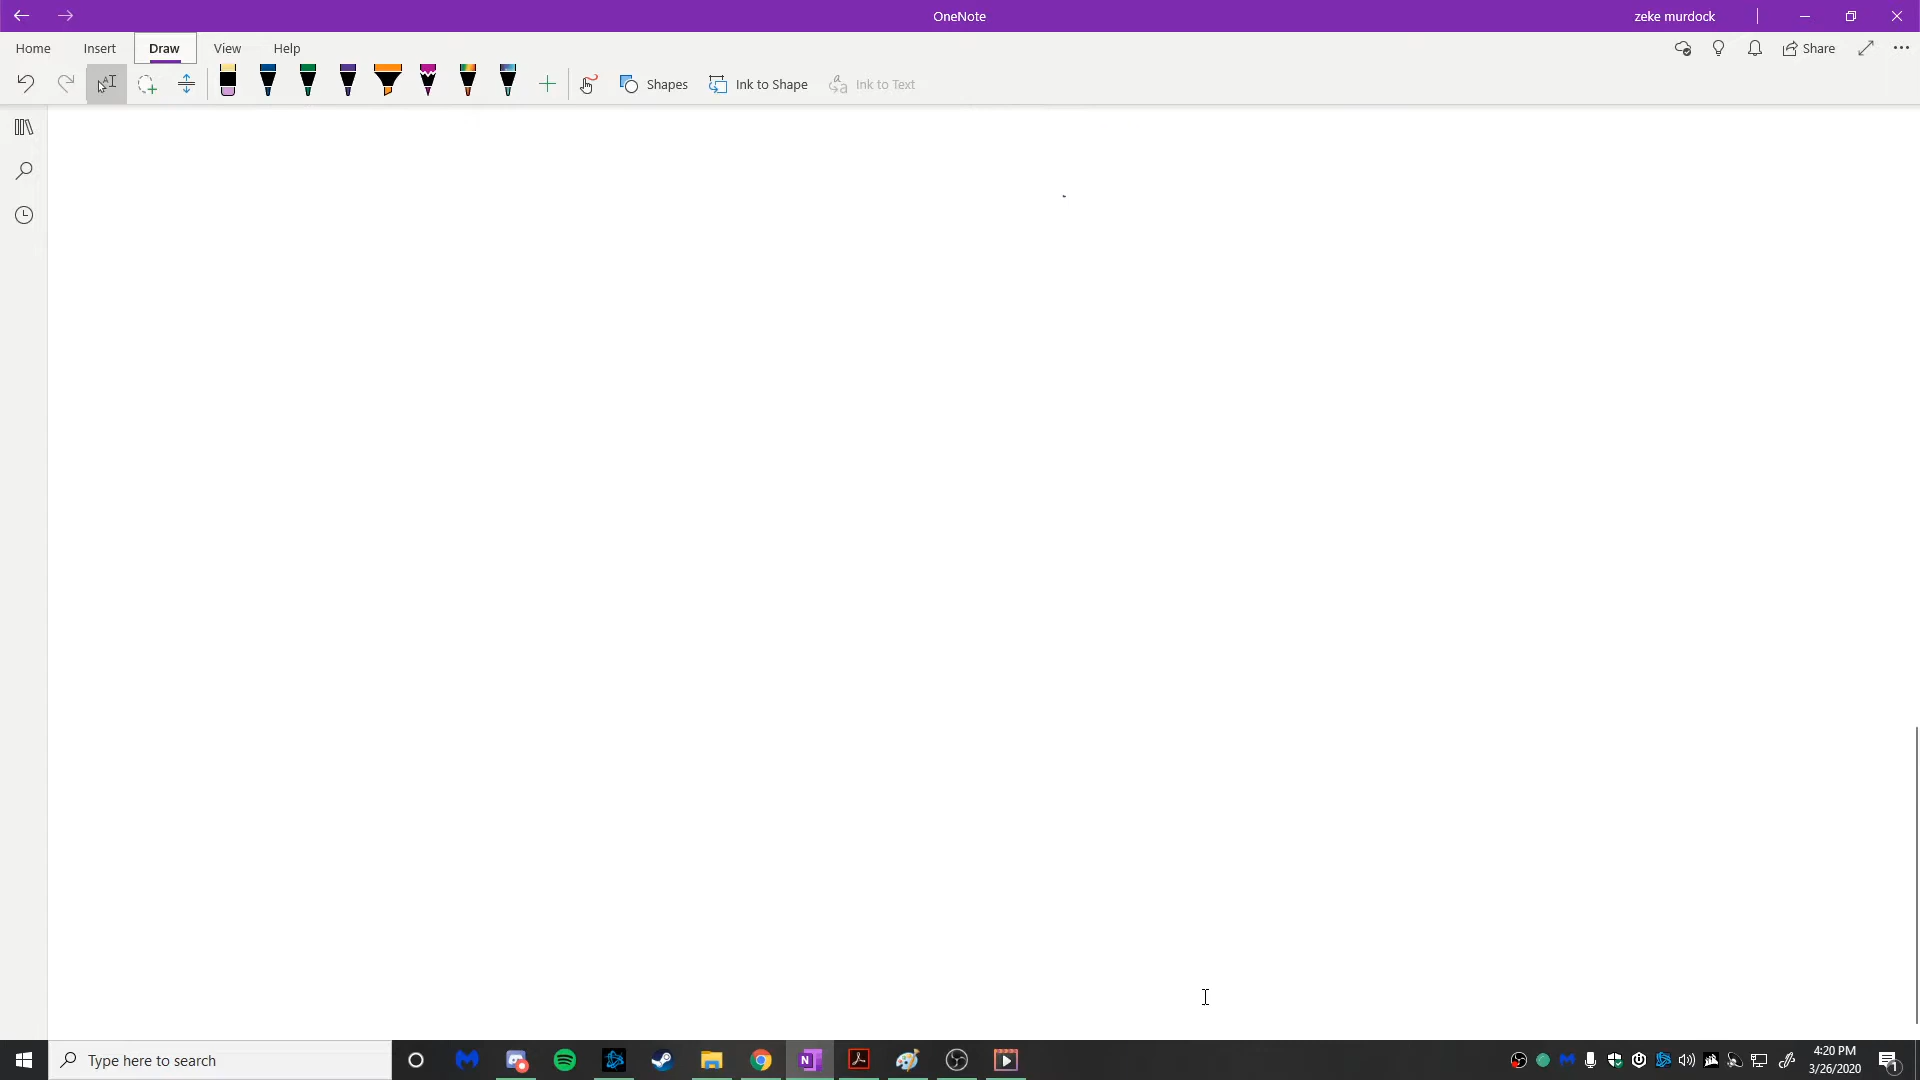 OneNote
zeke murdock
Home Insert Draw View Help
Share
Shapes Ink to Shape Ink to Text
Type here to search
4:20 PM
3/26/2020
1